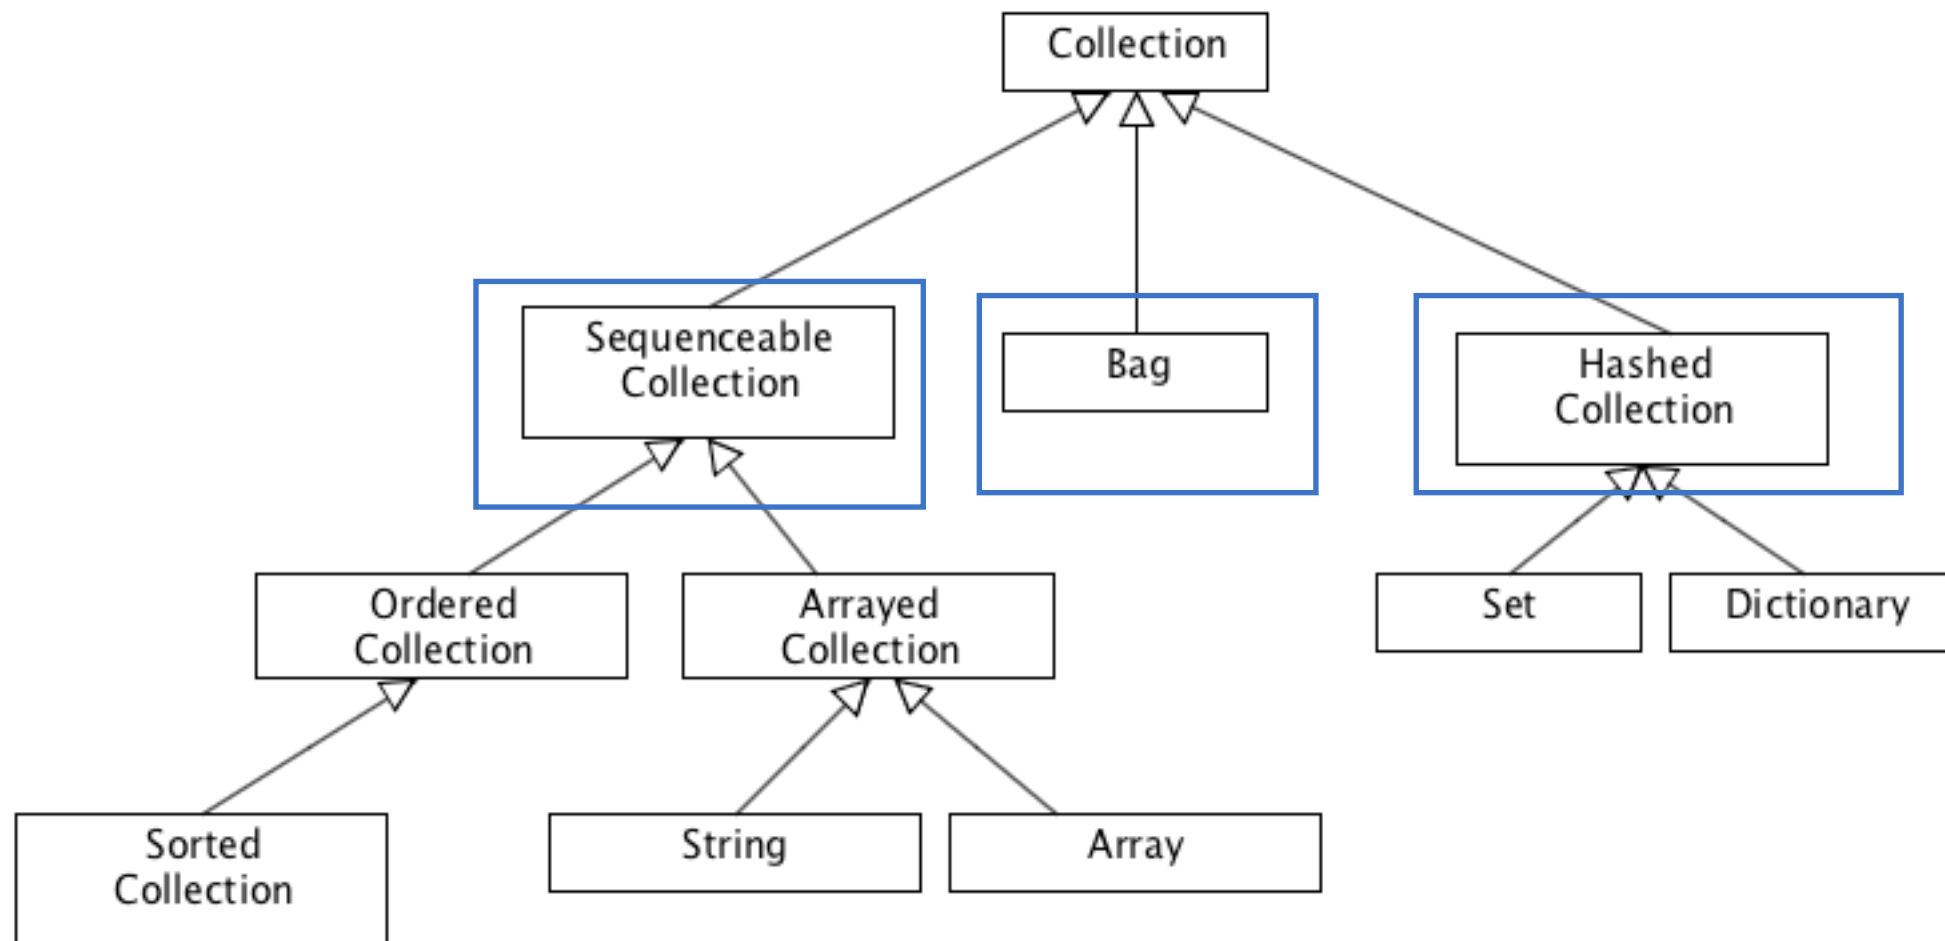 Collection
Sequenceable
Collection
Bag
Hashed
Collection
Ordered
Collection
Arrayed
Collection
Set
Dictionary
Sorted
Collection
String
Array